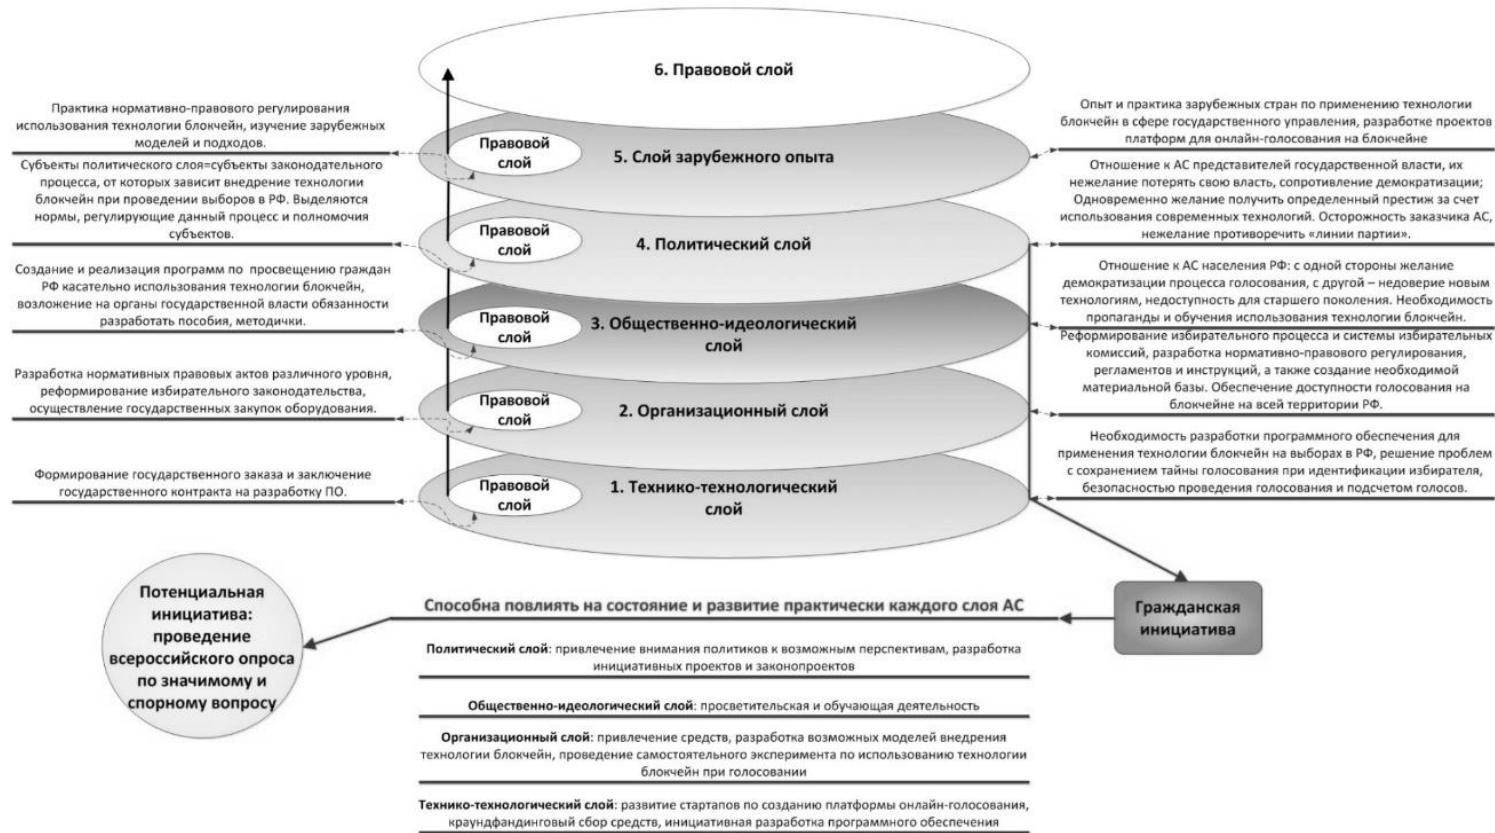 6. Правовой слой
Практика нормативно-правового регулирования
использования технологии блокчейн, изучение зарубежных
моделей и подходов.
Правовой
слой
5. Слой зарубежного опыта
Опыт и практика зарубежных стран по применению технологии
блокчейн в сфере государственного управления, разработке проектов
платформ для онлайн-голосования на блокчейне
Субъекты политического слоя=субъекты законодательного
процесса, от которых зависит внедрение технологии
блокчейн при проведении выборов в РФ. Выделяются
нормы, регулирующие данный процесс и полномочия
субъектов.
Правовой
слой
4. Политический слой
Отношение к АС представителей государственной власти, их
нежелание потерять свою власть, сопротивление демократизации;
Одновременно желание получить определенный престиж за счет
использования современных технологий. Осторожность заказчика АС,
нежелание противоречить «линии партии».
Создание и реализация программ по просвещению граждан
РФ касательно использования технологии блокчейн,
возложение на органы государственной власти обязанности
разработать пособия, методички.
Правовой
слой
3. Общественно-идеологический
слой
Отношение к АС населения РФ: с одной стороны желание
демократизации процесса голосования, с другой – недоверие новым
технологиям, недоступность для старшего поколения. Необходимость
пропаганды и обучения использования технологии блокчейн.
Разработка нормативных правовых актов различного уровня,
реформирование избирательного законодательства,
осуществление государственных закупок оборудования.
Правовой
слой
2. Организационный слой
Реформирование избирательного процесса и системы избирательных
комиссий, разработка нормативно-правового регулирования,
регламентов и инструкций, а также создание необходимой
материальной базы. Обеспечение доступности голосования на
блокчейне на всей территории РФ.
Формирование государственного заказа и заключение
государственного контракта на разработку ПО.
Правовой
слой
1. Технико-технологический
слой
Необходимость разработки программного обеспечения для
применения технологии блокчейн на выборах в РФ, решение проблем
с сохранением тайны голосования при идентификации избирателя,
безопасностью проведения голосования и подсчетом голосов.
Потенциальная
инициатива:
проведение
всероссийского опроса
по значимому и
спорному вопросу
Способна повлиять на состояние и развитие практически каждого слоя АС
Гражданская
инициатива
Политический слой: привлечение внимания политиков к возможным перспективам, разработка
инициативных проектов и законопроектов
Общественно-идеологический слой: просветительская и обучающая деятельность
Организационный слой: привлечение средств, разработка возможных моделей внедрения
технологии блокчейн, проведение самостоятельного эксперимента по использованию технологии
блокчейн при голосовании
Технико-технологический слой: развитие стартапов по созданию платформы онлайн-голосования,
краундфандинговый сбор средств, инициативная разработка программного обеспечения